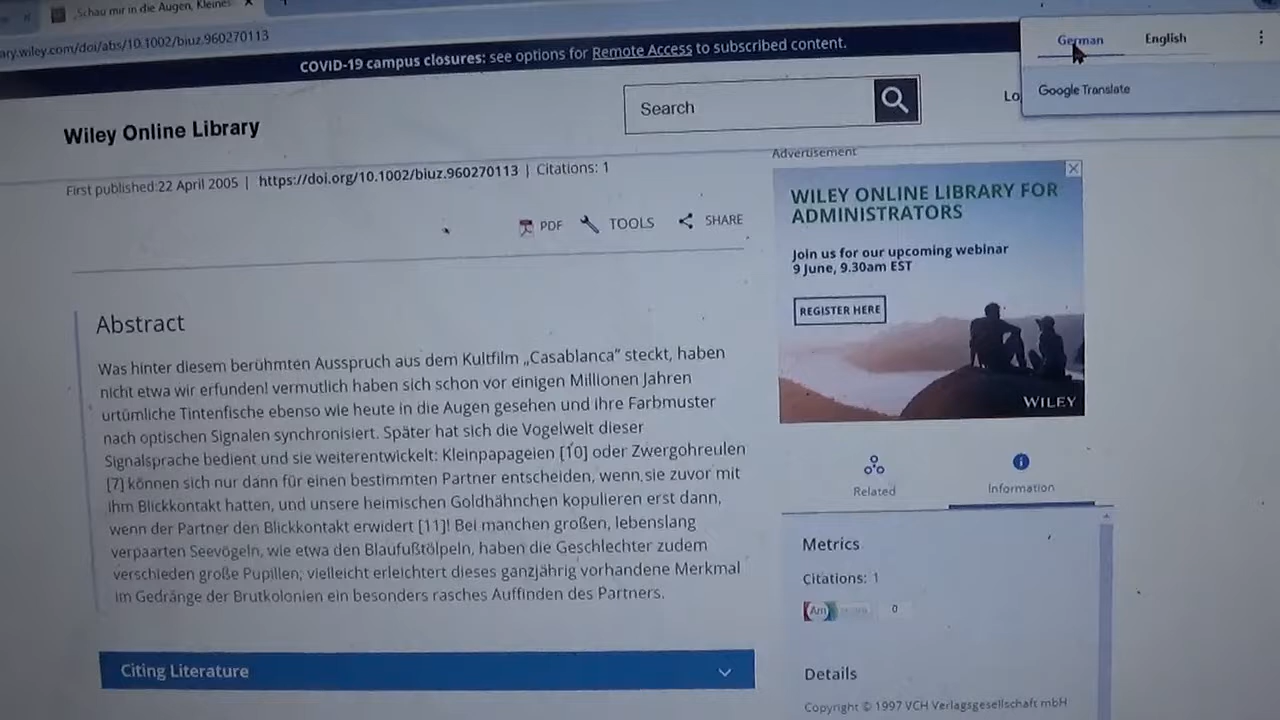 „Schau mir in die Augen, Kleines
ary.wiley.com/doi/abs/10.1002/biuz.960270113
German English
Google Translate
COVID-19 campus closures: see options for Remote Access to subscribed content.
Wiley Online Library
Search
Lo
First published:22 April 2005 | https://doi.org/10.1002/biuz.960270113 | Citations: 1
PDF TOOLS SHARE
Abstract
Was hinter diesem berühmten Ausspruch aus dem Kultfilm „Casablanca“ steckt, haben
nicht etwa wir erfunden! vermutlich haben sich schon vor einigen Millionen Jahren
urtümliche Tintenfische ebenso wie heute in die Augen gesehen und ihre Farbmuster
nach optischen Signalen synchronisiert. Später hat sich die Vogelwelt dieser
Signalsprache bedient und sie weiterentwickelt: Kleinpapageien [10] oder Zwergohreulen
[7] können sich nur dann für einen bestimmten Partner entscheiden, wenn sie zuvor mit
ihm Blickkontakt hatten, und unsere heimischen Goldhähnchen kopulieren erst dann,
wenn der Partner den Blickkontakt erwidert [11]! Bei manchen großen, lebenslang
verpaarten Seevögeln, wie etwa den Blaufußtölpeln, haben die Geschlechter zudem
verschieden große Pupillen; vielleicht erleichtert dieses ganzjährig vorhandene Merkmal
im Gedränge der Brutkolonien ein besonders rasches Auffinden des Partners.
Citing Literature
Advertisement
WILEY ONLINE LIBRARY FOR
ADMINISTRATORS
Join us for our upcoming webinar
9 June, 9.30am EST
REGISTER HERE
WILEY
Related Information
Metrics
Citations: 1
Am 0
Details
Copyright © 1997 VCH Verlagsgesellschaft mbH